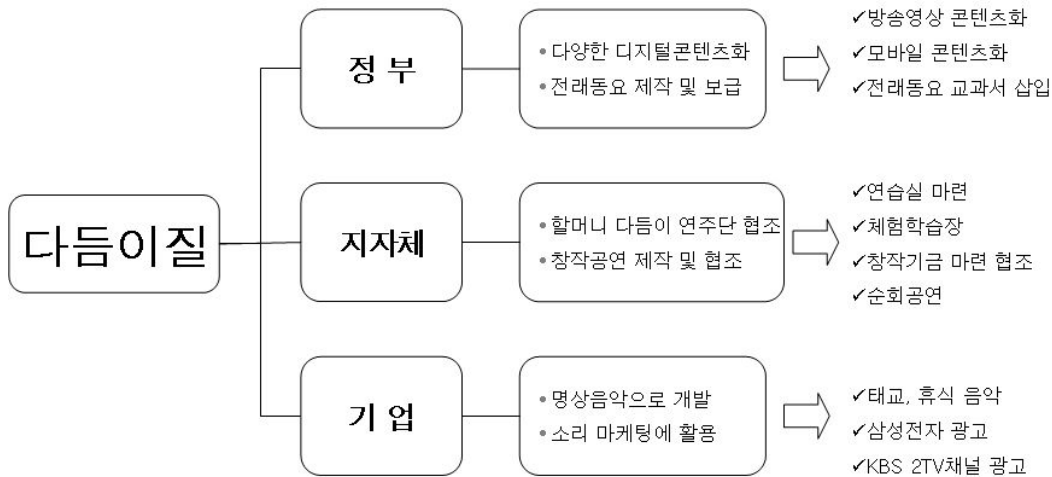 다듬이질
정 부
• 다양한 디지털콘텐츠화
• 전래동요 제작 및 보급
✓방송영상 콘텐츠화
✓모바일 콘텐츠화
✓전래동요 교과서 삽입
지자체
• 할머니 다듬이 연주단 협조
• 창작공연 제작 및 협조
✓연습실 마련
✓체험학습장
✓창작기금 마련 협조
✓순회공연
기 업
• 명상음악으로 개발
• 소리 마케팅에 활용
✓태교, 휴식 음악
✓삼성전자 광고
✓KBS 2TV채널 광고